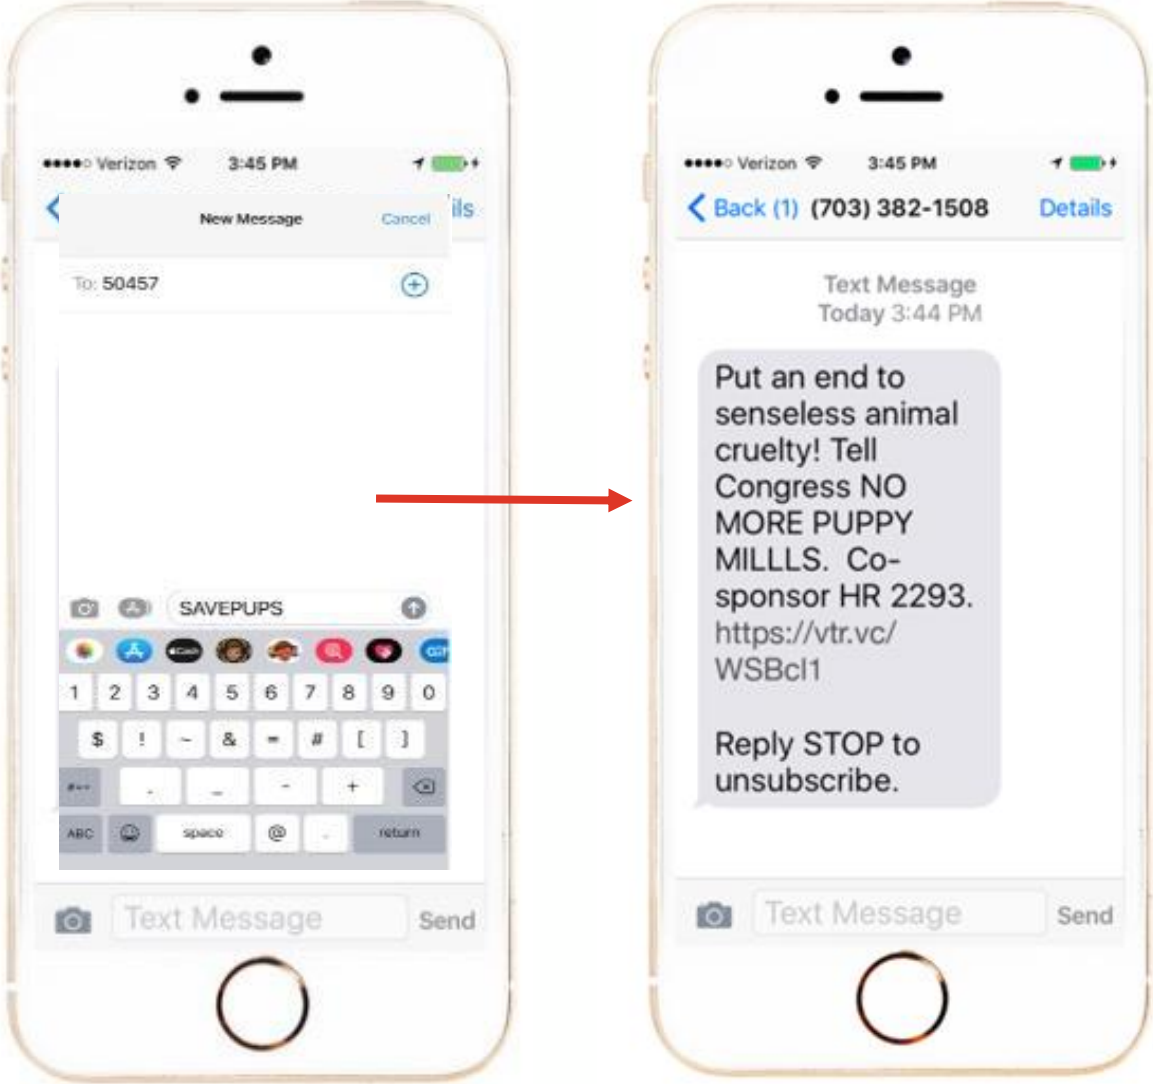 Verizon 3:45 PM
ils
New Message Cancel
To: 50457
SAVEPUPS
Cash
1 2 3 4 5 6 7 8 9 0
$ ! ~ & = # [ ]
#+= . _ - +
ABC space @ . return
Text Message Send
Verizon 3:45 PM
Back (1) (703) 382-1508 Details
Text Message
Today 3:44 PM
Put an end to
senseless animal
cruelty! Tell
Congress NO
MORE PUPPY
MILLLS. Co-
sponsor HR 2293.
https://vtr.vc/
WSBcl1
Reply STOP to
unsubscribe.
Text Message Send